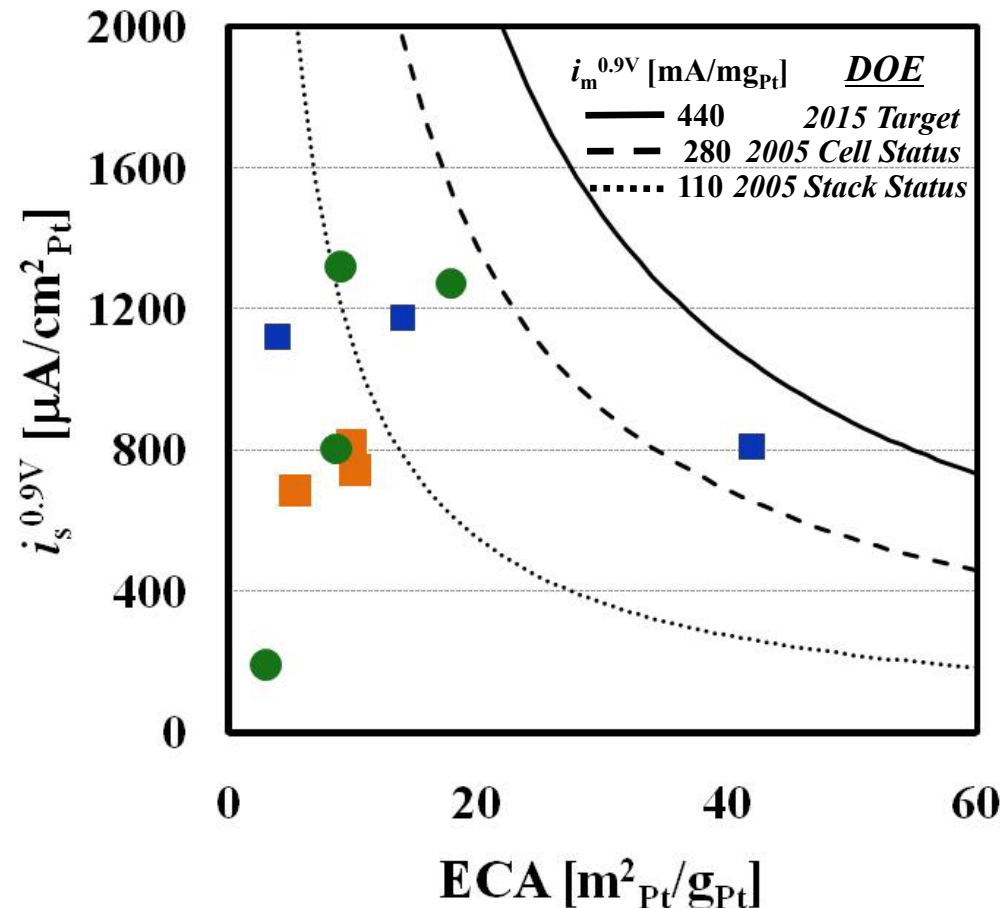 2000
1600
1200
800
400
0
i_s^0.9V [μA/cm²_Pt]
i_m^0.9V [mA/mg_Pt] DOE
440 2015 Target
280 2005 Cell Status
110 2005 Stack Status
0 20 40 60
ECA [m²_Pt/g_Pt]